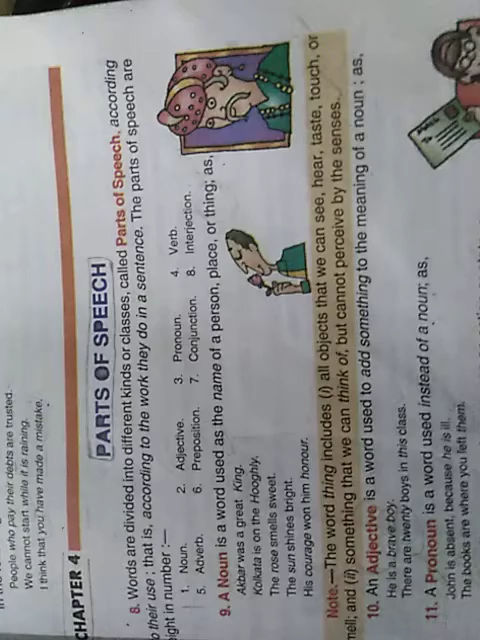 People who pay their debts are trusted.
We cannot start while it is raining.
I think that you have made a mistake.
CHAPTER 4
PARTS OF SPEECH
8. Words are divided into different kinds or classes, called Parts of Speech, according
their use ; that is, according to the work they do in a sentence. The parts of speech are
ight in number :—
1. Noun. 2. Adjective. 3. Pronoun. 4. Verb.
5. Adverb. 6. Preposition. 7. Conjunction. 8. Interjection.
9. A Noun is a word used as the name of a person, place, or thing; as,
Akbar was a great King.
Kolkata is on the Hooghly.
The rose smells sweet.
The sun shines bright.
His courage won him honour.
Note.—The word thing includes (i) all objects that we can see, hear, taste, touch, or
mell; and (ii) something that we can think of, but cannot perceive by the senses.
10. An Adjective is a word used to add something to the meaning of a noun ; as,
He is a brave boy.
There are twenty boys in this class.
11. A Pronoun is a word used instead of a noun; as,
John is absent, because he is ill.
The books are where you left them.